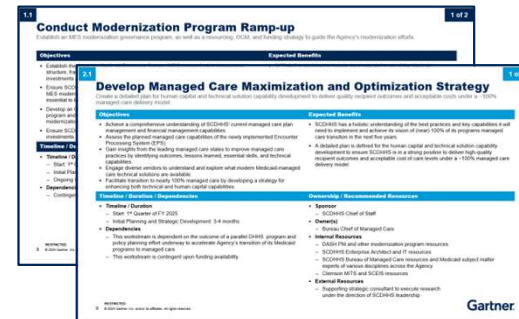 1.1
1 of 2
Conduct Modernization Program Ramp-up
Establish an MES modernization governance program, as well as a resourcing, OCM, and funding strategy to guide the Agency's modernization efforts.
Objectives
Expected Benefits
2.1
1 of
Develop Managed Care Maximization and Optimization Strategy
Create a detailed plan for human capital and technical solution capability development to deliver quality recipient outcomes and acceptable costs under a ~100% managed care delivery model
Objectives
• Achieve a comprehensive understanding of SCDHHS' current managed care plan management and financial management capabilities.
• Assess the planned managed care capabilities of the newly implemented Encounter Processing System (EPS)
• Gain insights from the leading managed care states to improve managed care practices by identifying outcomes, lessons learned, essential skills, and technical capabilities
• Engage diverse vendors to understand and explore what modern Medicaid-managed care technical solutions are available.
• Facilitate transition to nearly 100% managed care by developing a strategy for enhancing both technical and human capital capabilities.
Expected Benefits
• SCDHHS has a holistic understanding of the best practices and key capabilities it will need to implement and achieve its vision of (near) 100% of its programs managed care transition in the next five years.
• A detailed plan is defined for the human capital and technical solution capability development to ensure SCDHHS is in a strong position to deliver high-quality recipient outcomes and acceptable cost of care levels under a ~100% managed care delivery model.
Timeline / Duration / Dependencies
• Timeline / Duration
– Start: 1st Quarter of FY 2025
– Initial Planning and Strategic Development: 3-4 months
• Dependencies
– This workstream is dependent on the outcome of a parallel DHHS program and policy planning effort underway to accelerate Agency's transition of its Medicaid programs to managed care
– This workstream is contingent upon funding availability.
Ownership / Recommended Resources
• Sponsor
– SCDHHS Chief of Staff
• Owner(s)
– Bureau Chief of Managed Care
• Internal Resources
– DASH PM and other modernization program resources
– SCDHHS Enterprise Architect and IT resources
– SCDHHS Bureau of Managed Care resources and Medicaid subject matter experts of various disciplines across the Agency
– Clemson MITS and SCEIS resources
• External Resources
– Supporting strategic consultant to execute research under the direction of SCDHHS leadership
RESTRICTED
Gartner